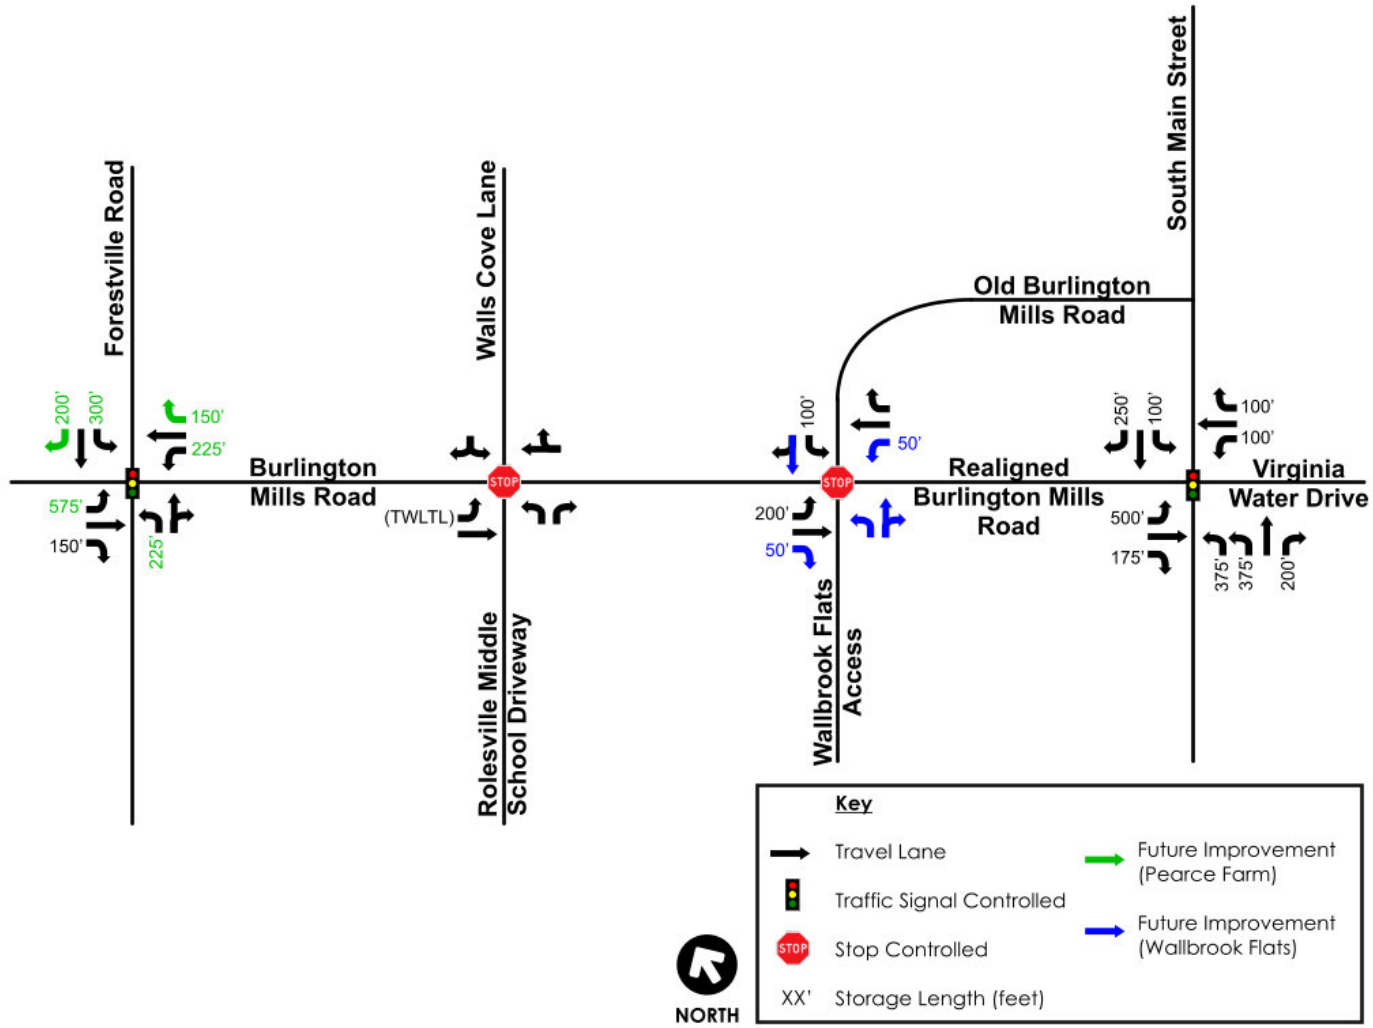 South Main Street
Forestville Road
Walls Cove Lane
Old Burlington
Mills Road
200'
300'
150'
225'
100'
50'
250'
100'
100'
100'
Burlington
Mills Road
STOP
STOP
Realigned
Burlington Mills
Road
Virginia
Water Drive
575'
150'
225'
(TWLTL)
200'
50'
500'
175'
375'
375'
200'
Rolesville Middle
School Driveway
Wallbrook Flats
Access
Key
Travel Lane
Traffic Signal Controlled
STOP
Stop Controlled
XX'
Storage Length (feet)
Future Improvement
(Pearce Farm)
Future Improvement
(Wallbrook Flats)
NORTH